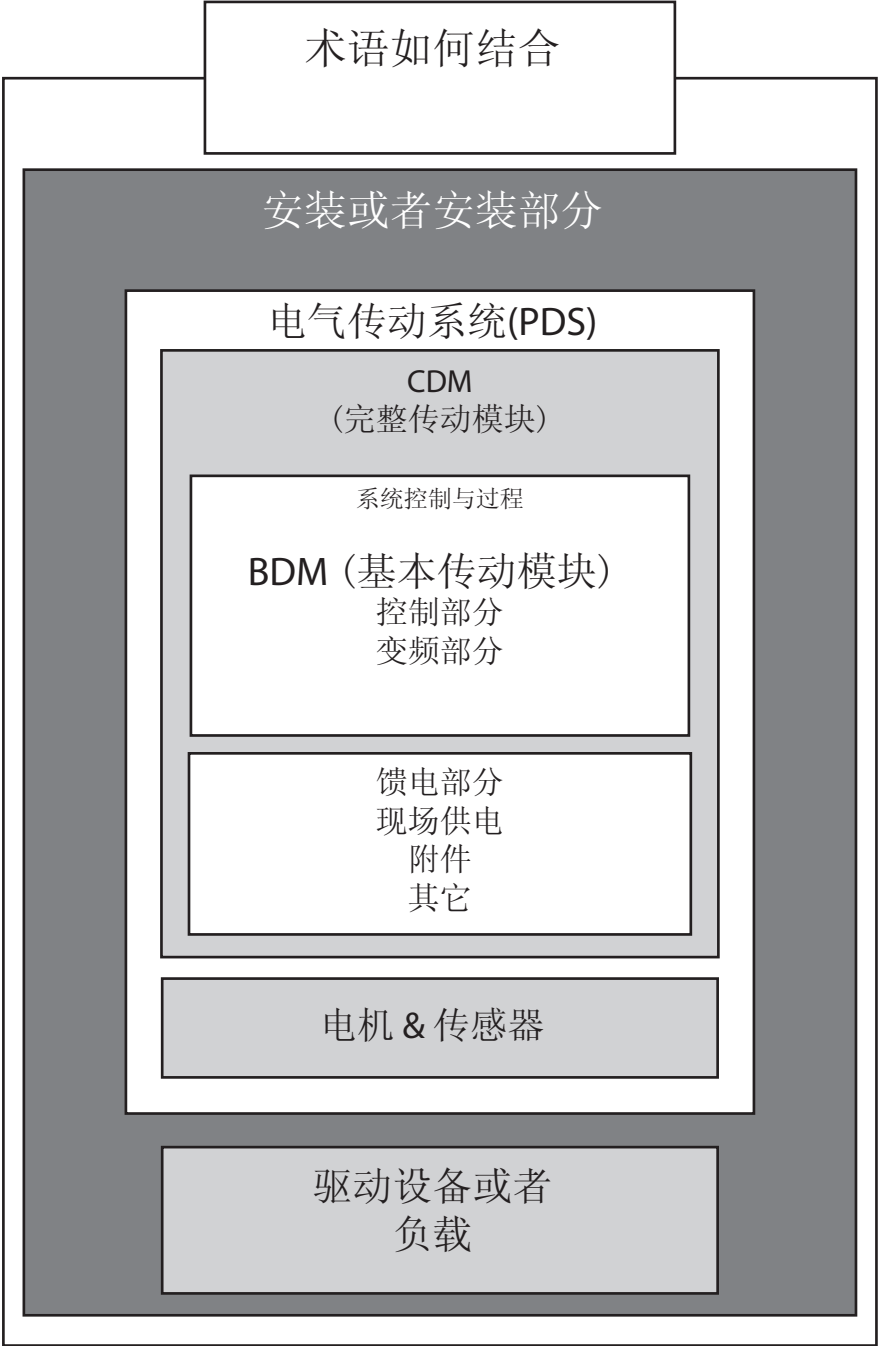 术语如何结合
安装或者安装部分
电气传动系统(PDS)
CDM
（完整传动模块）
系统控制与过程
BDM（基本传动模块）
控制部分
变频部分
馈电部分
现场供电
附件
其它
电机 & 传感器
驱动设备或者
负载